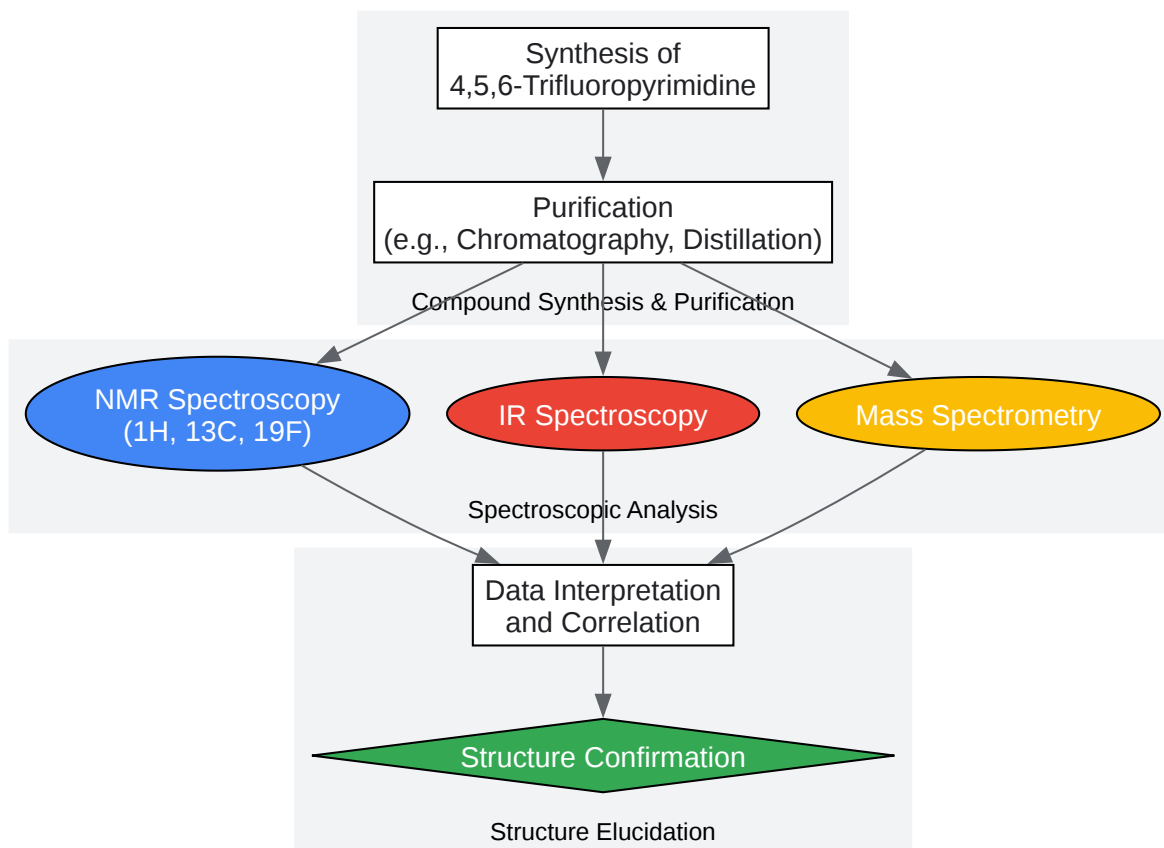 Synthesis of
4,5,6-Trifluoropyrimidine
Purification
(e.g., Chromatography, Distillation)
Compound Synthesis & Purification
NMR Spectroscopy
(1H, 13C, 19F)
IR Spectroscopy
Mass Spectrometry
Spectroscopic Analysis
Data Interpretation
and Correlation
Structure Confirmation
Structure Elucidation